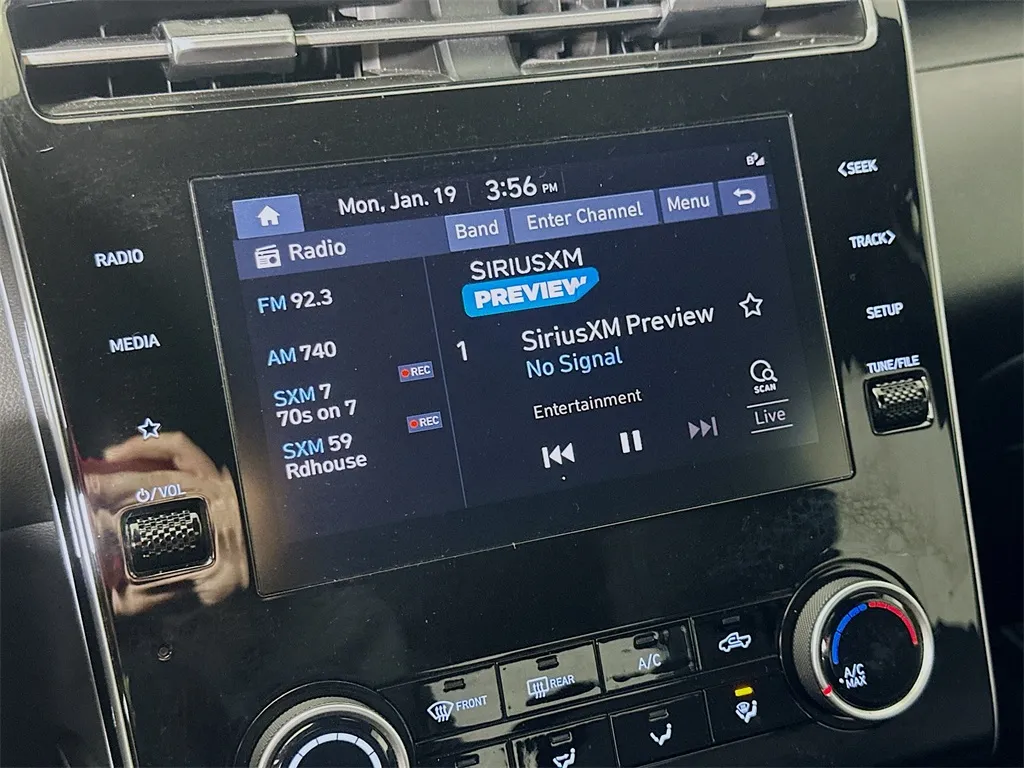 Mon, Jan. 19 3:56 PM
Radio Band Enter Channel Menu
FM 92.3
AM 740
REC
SXM 7
70s on 7
REC
SXM 59
Rdhouse
SIRIUSXM
PREVIEW
1 SiriusXM Preview
No Signal
Entertainment
SCAN
Live
RADIO
MEDIA
/VOL
<SEEK
TRACK>
SETUP
TUNE/FILE
FRONT
REAR
A/C
A/C
MAX